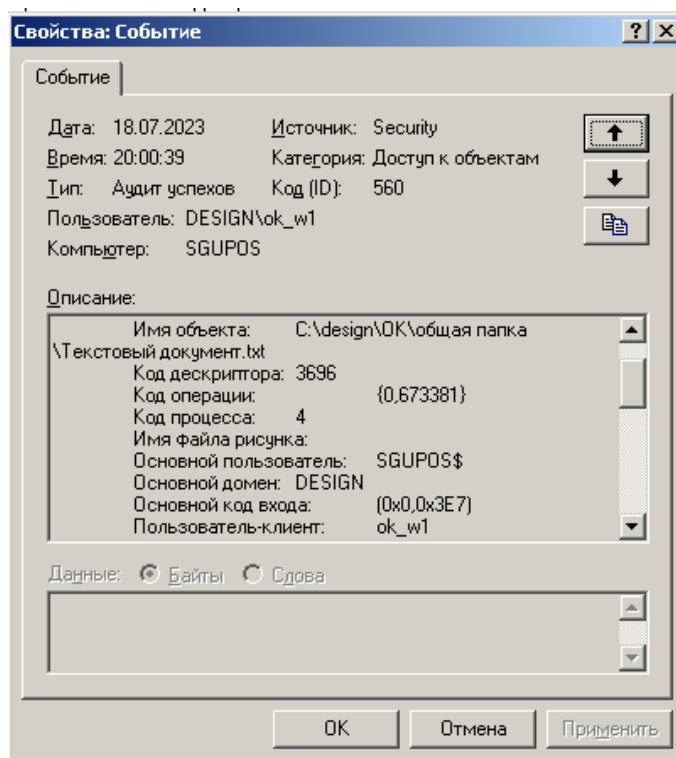 Свойства: Событие
Событие
Дата: 18.07.2023 Источник: Security
Время: 20:00:39 Категория: Доступ к объектам
Тип: Аудит успехов Код (ID): 560
Пользователь: DESIGN\ok_w1
Компьютер: SGUPOS
Описание:
Имя объекта: C:\design\OK\общая папка
\Текстовый документ.txt
Код дескриптора: 3696
Код операции: {0,673381}
Код процесса: 4
Имя файла рисунка:
Основной пользователь: SGUPOS$
Основной домен: DESIGN
Основной код входа: (0x0,0x3E7)
Пользователь-клиент: ok_w1
Данные: Байты Слова
OK Отмена Применить